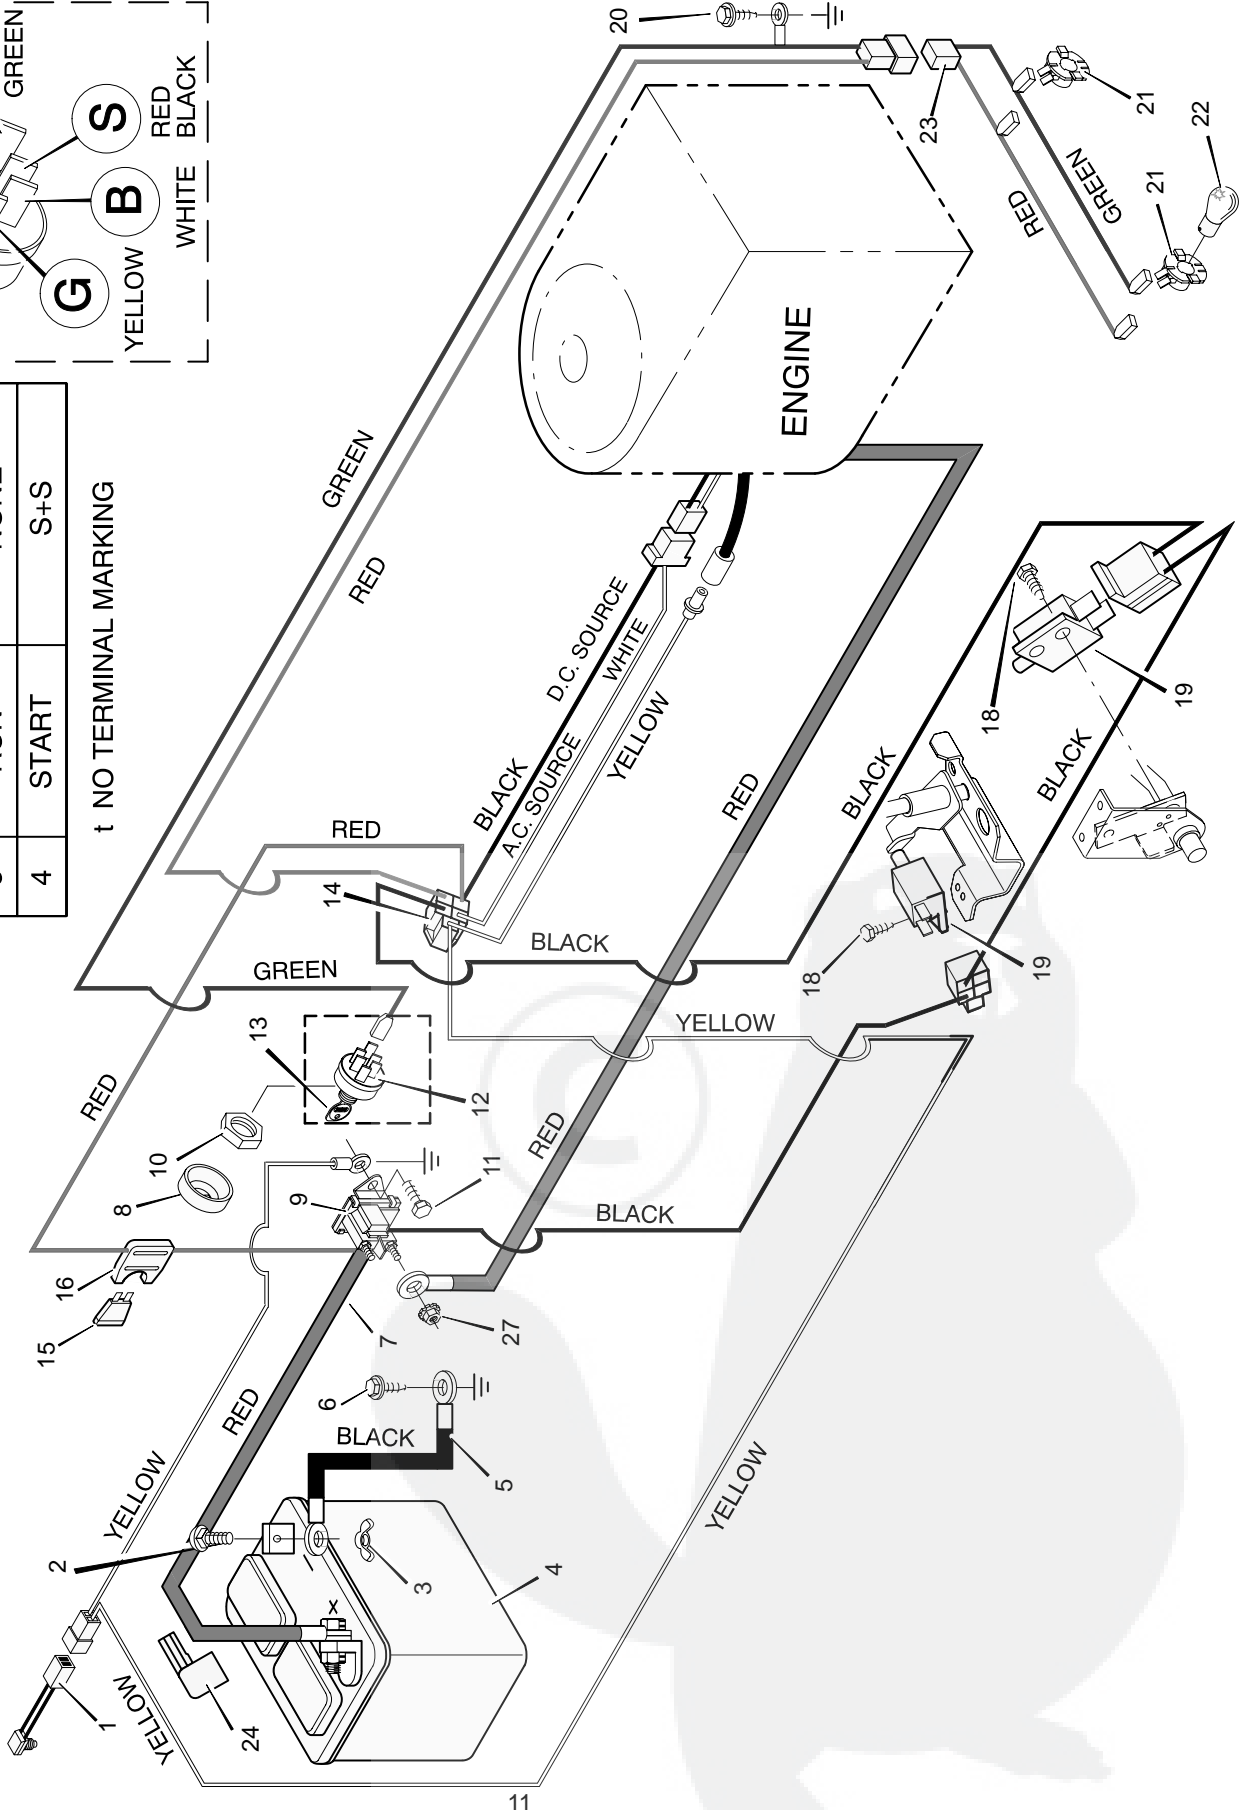 GREEN
S
RED
BLACK
B
WHITE
G
YELLOW
4 START S+S
t NO TERMINAL MARKING
20
23
21
22
21
RED
GREEN
ENGINE
GREEN
RED
D.C. SOURCE
WHITE
BLACK
A.C. SOURCE
YELLOW
RED
14
BLACK
RED
BLACK
18
19
BLACK
18
19
GREEN
YELLOW
13
12
RED
10
8
9
11
RED
BLACK
16
15
7
27
RED
6
BLACK
5
YELLOW
2
3
4
X
1
YELLOW
24
YELLOW
11